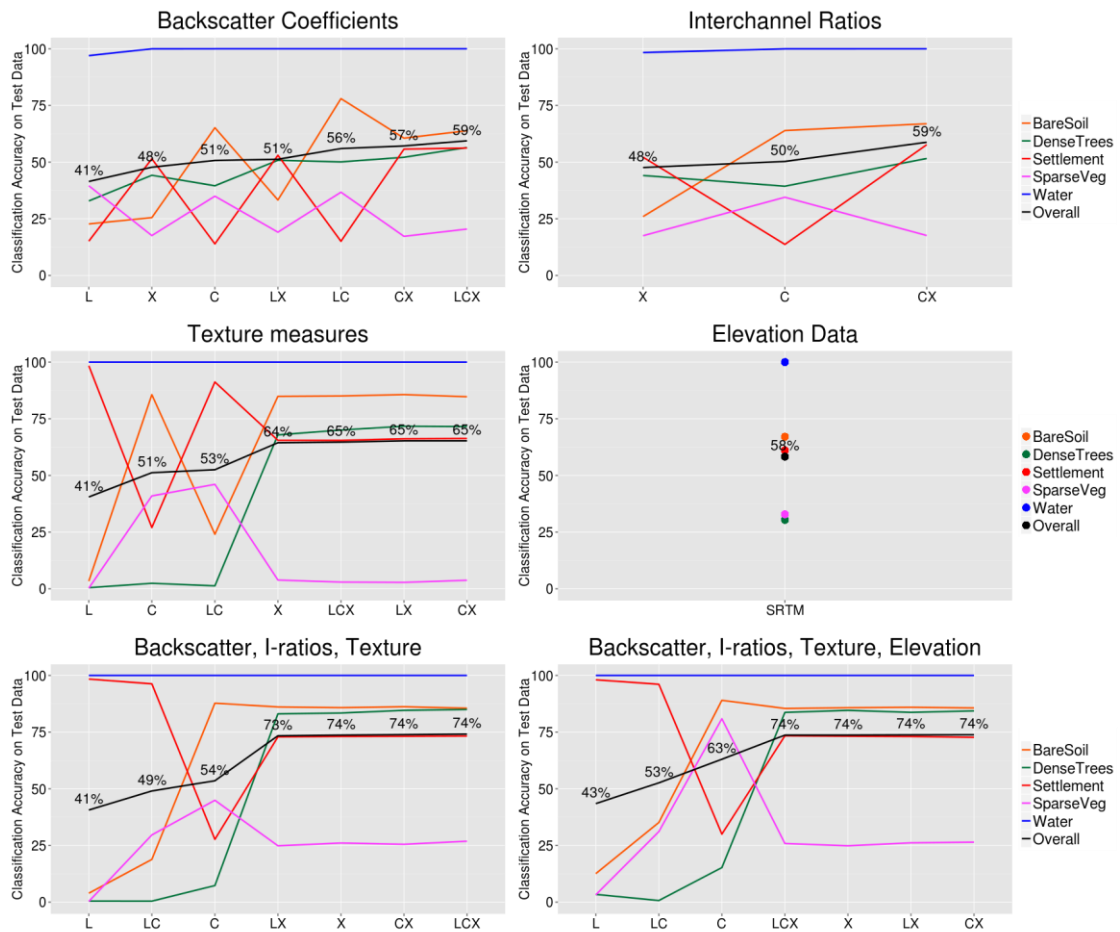 Backscatter Coefficients
Classification Accuracy on Test Data
100
75
50
25
0
41%
48%
51%
51%
56%
57%
59%
L X C LX LC CX LCX
Interchannel Ratios
Classification Accuracy on Test Data
100
75
50
25
0
48%
50%
59%
X C CX
BareSoil
DenseTrees
Settlement
SparseVeg
Water
Overall
Texture measures
Classification Accuracy on Test Data
100
75
50
25
0
41%
51%
53%
64%
65%
65%
65%
L C LC X LCX LX CX
Elevation Data
Classification Accuracy on Test Data
100
75
50
25
0
58%
SRTM
BareSoil
DenseTrees
Settlement
SparseVeg
Water
Overall
Backscatter, I-ratios, Texture
Classification Accuracy on Test Data
100
75
50
25
0
41%
49%
54%
73%
74%
74%
74%
L LC C LX X CX LCX
Backscatter, I-ratios, Texture, Elevation
Classification Accuracy on Test Data
100
75
50
25
0
43%
53%
63%
74%
74%
74%
74%
L LC C LCX X LX CX
BareSoil
DenseTrees
Settlement
SparseVeg
Water
Overall